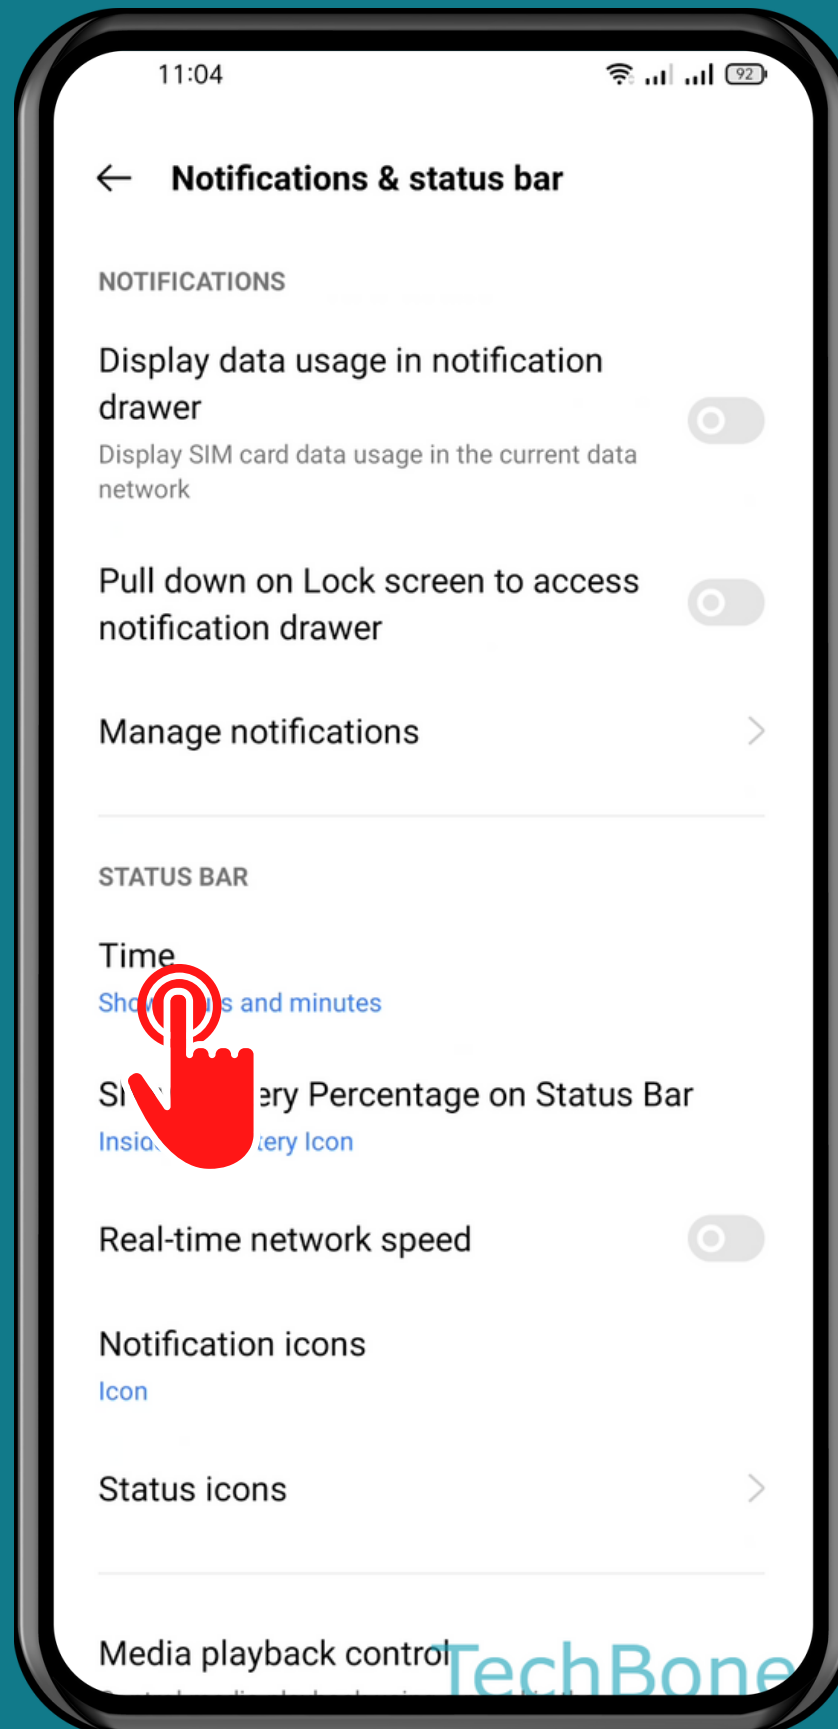 11:04
92
Notifications & status bar
NOTIFICATIONS
Display data usage in notification
drawer
Display SIM card data usage in the current data
network
Pull down on Lock screen to access
notification drawer
Manage notifications
STATUS BAR
Time
and minutes
Percentage on Status Bar
Icon
Real-time network speed
Notification icons
Icon
Status icons
Media playback control
TechBone